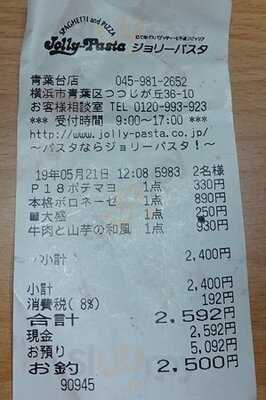 SPAGHETTI and PIZZA
Jolly-Pasta ジョリーパスタ
青葉台店 045-981-2652
横浜市青葉区つつじが丘36-10
お客様相談室 TEL 0120-993-923
*** 受付時間 9:00~17:00 ***
http://www.jolly-pasta.co.jp/
~パスタならジョリーパスタ!~
19年05月21日 12:08 5983 2名様
P18ポテマヨ 1点 330円
本格ボロネーゼ 1点 890円
■大盛 1点 250円
牛肉と山芋の和風 1点 930円
小計 2,400円
小計 2,400円
消費税(8%) 192円
合計 2,592円
現金 2,592円
お預り 5,092円
お釣 2,500円
90945